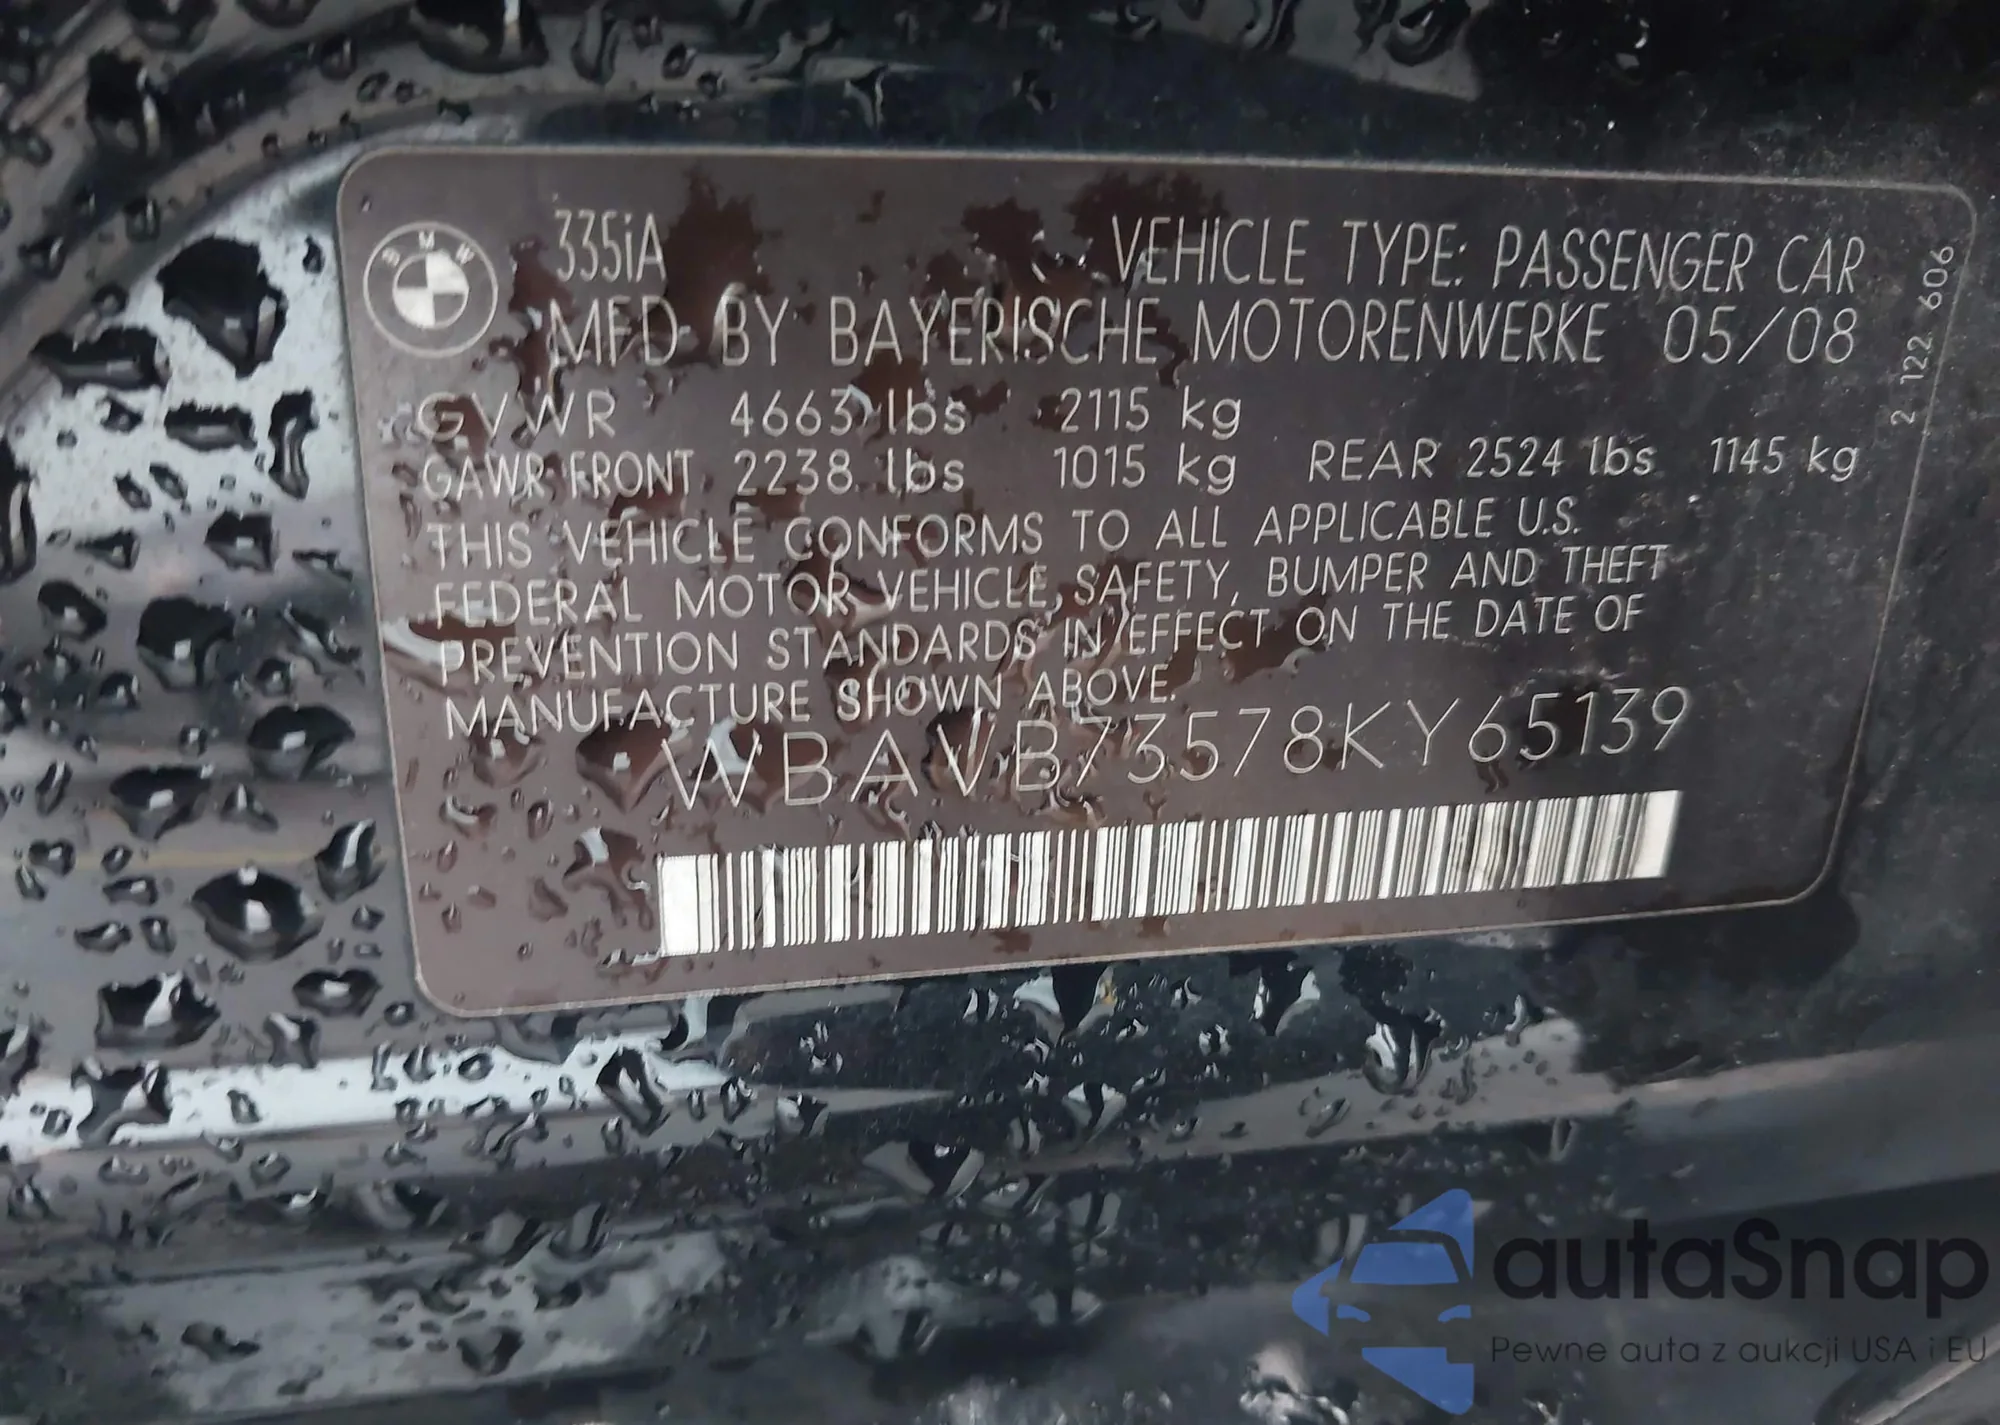 335iA
VEHICLE TYPE: PASSENGER CAR
BMW
MFD BY BAYERISCHE MOTORENWERKE 05/08
GVWR 4663 lbs 2115 kg
GAWR FRONT 2238 lbs 1015 kg REAR 2524 lbs 1145 kg
THIS VEHICLE CONFORMS TO ALL APPLICABLE U.S.
FEDERAL MOTOR VEHICLE SAFETY, BUMPER AND THEFT
PREVENTION STANDARDS IN EFFECT ON THE DATE OF
MANUFACTURE SHOWN ABOVE.
WBAVB73578KY65139
2 122 606
autaSnap
Pewne auta z aukcji USA i EU